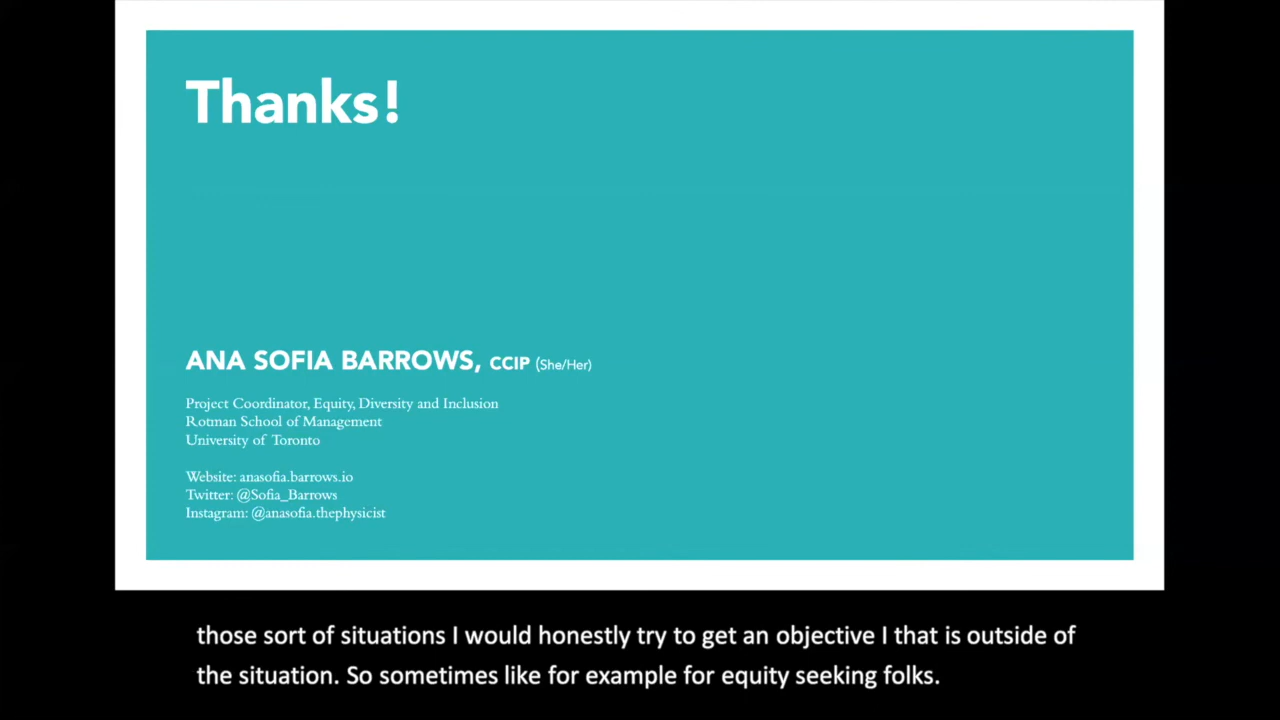 Thanks!
ANA SOFIA BARROWS, CCIP (She/Her)
Project Coordinator, Equity, Diversity and Inclusion
Rotman School of Management
University of Toronto
Website: anasofia.barrows.io
Twitter: @Sofia_Barrows
Instagram: @anasofia.thephysicist
those sort of situations I would honestly try to get an objective I that is outside of
the situation. So sometimes like for example for equity seeking folks.